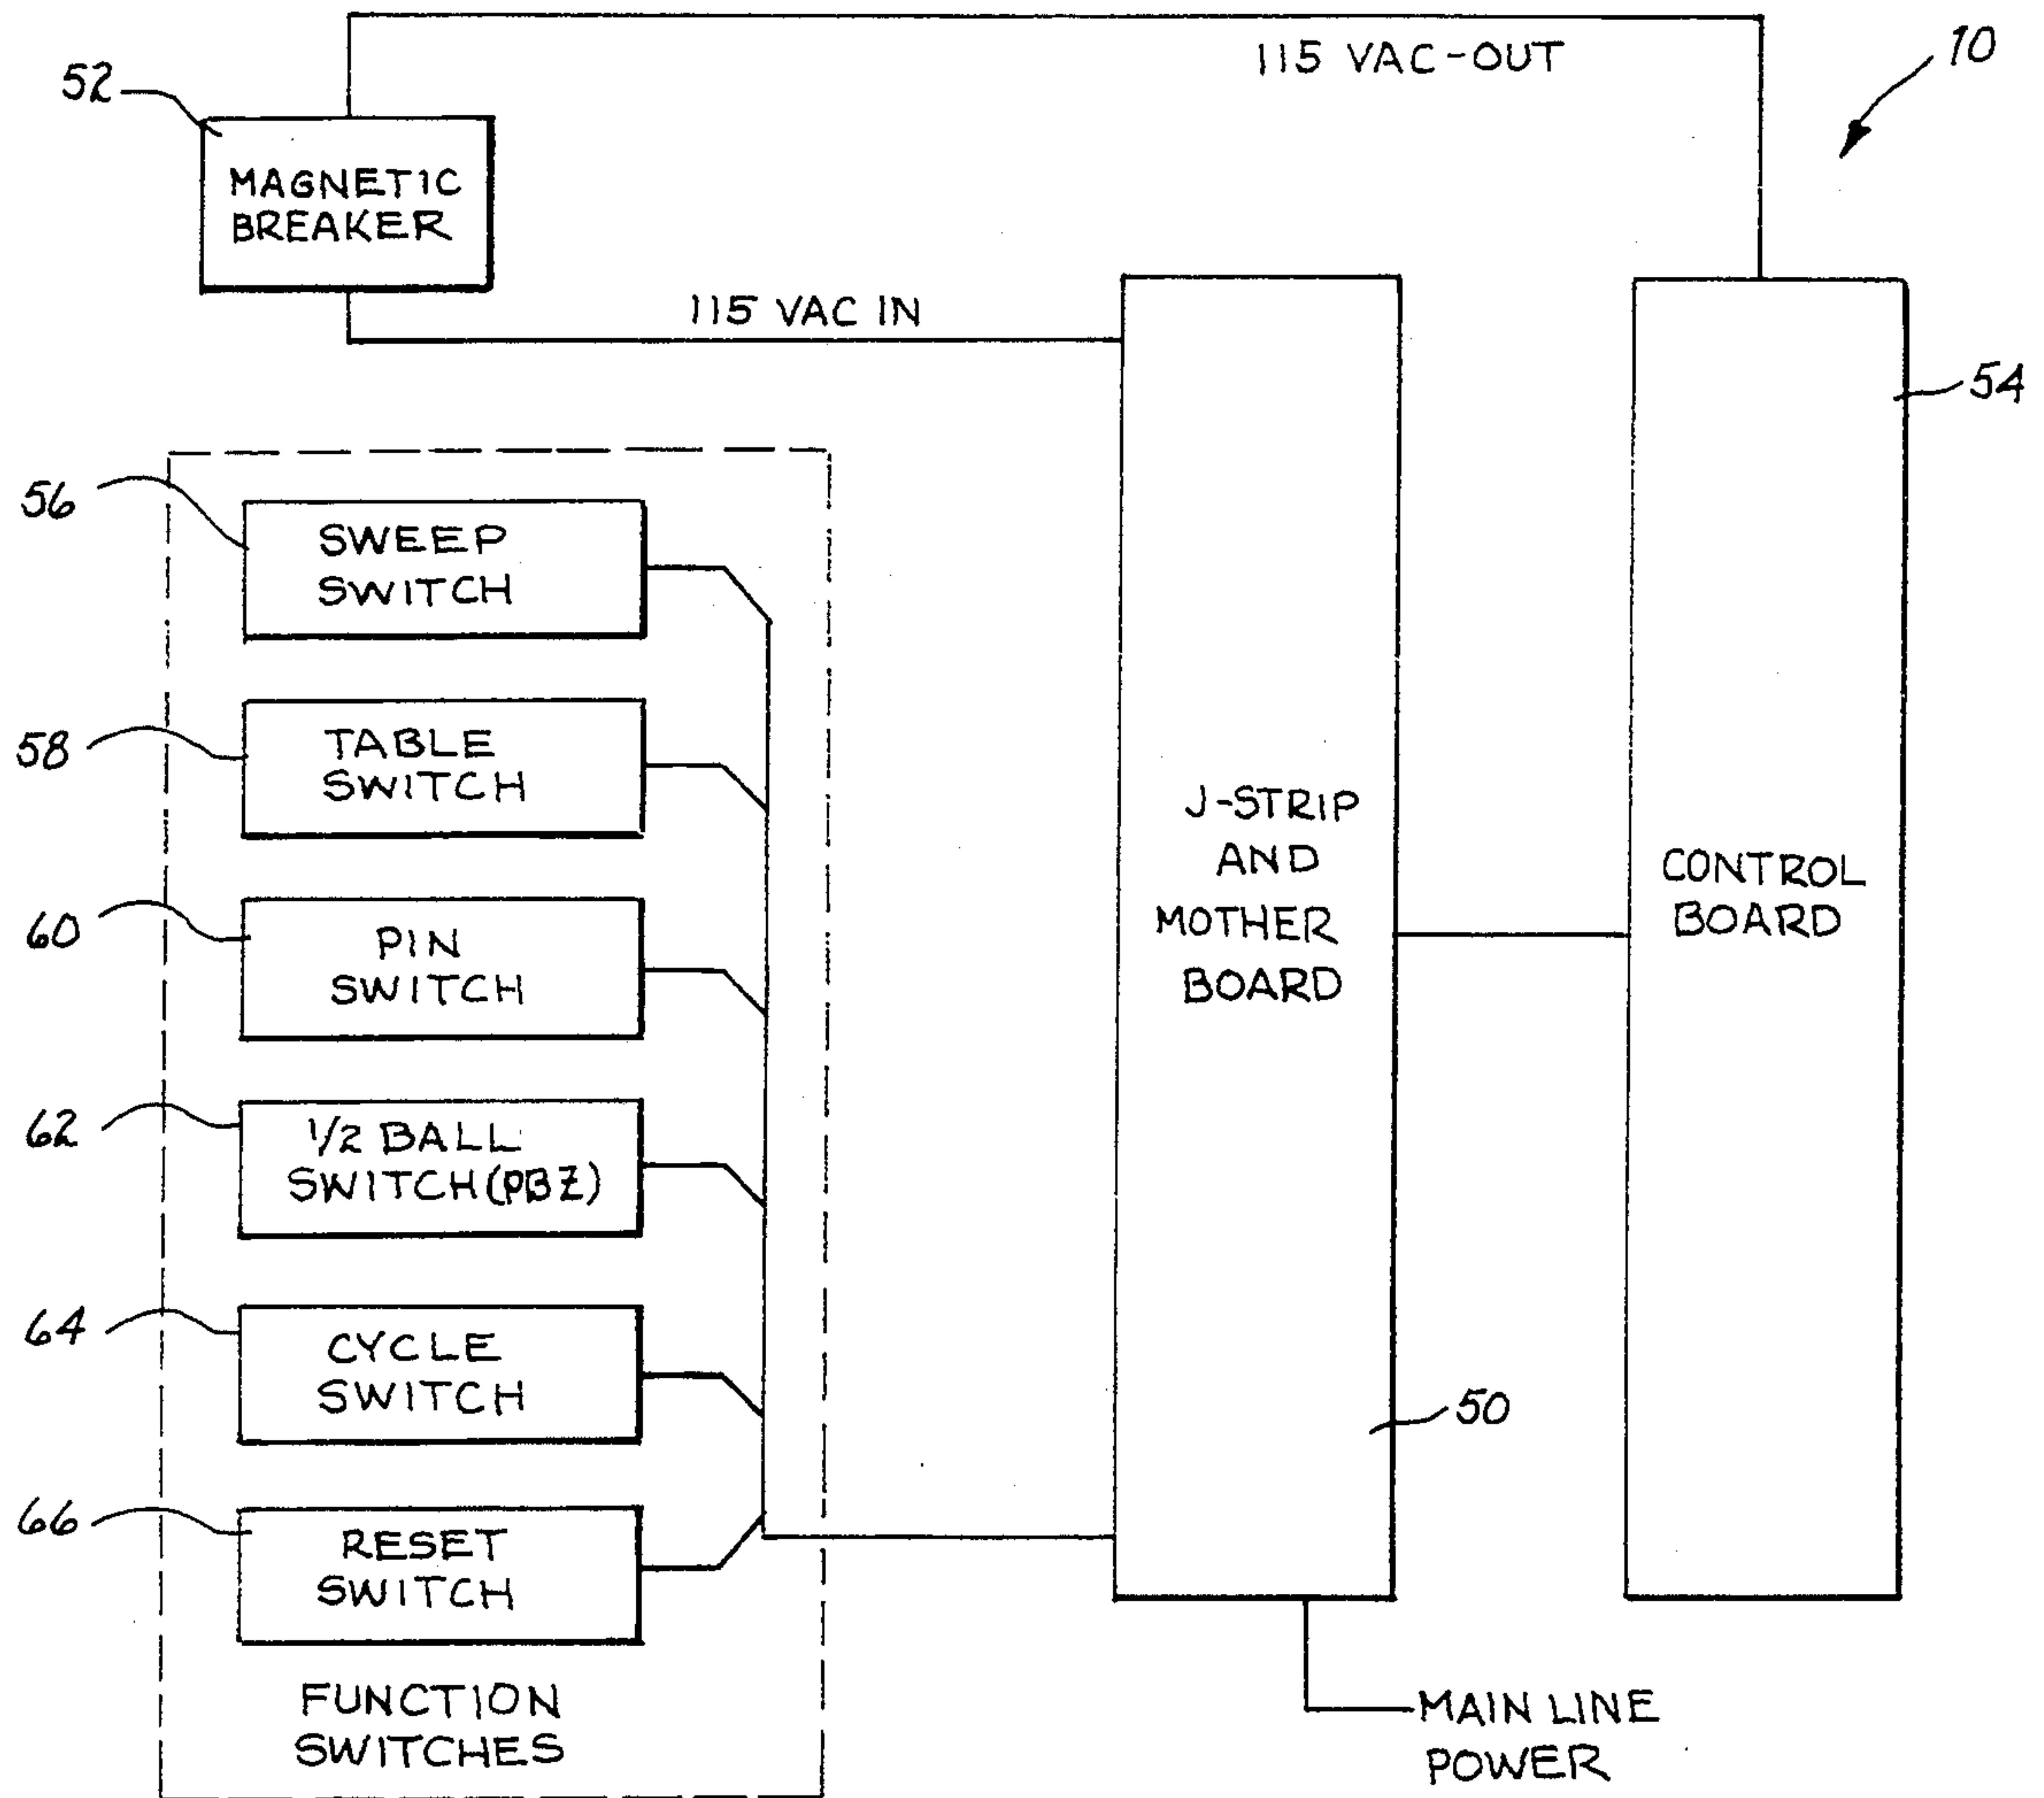 115 VAC-OUT
10
52
MAGNETIC
BREAKER
115 VAC IN
54
56
SWEEP
SWITCH
58
TABLE
SWITCH
60
PIN
SWITCH
62
1/2 BALL
SWITCH (PBZ)
64
CYCLE
SWITCH
66
RESET
SWITCH
FUNCTION
SWITCHES
J-STRIP
AND
MOTHER
BOARD
50
CONTROL
BOARD
MAIN LINE
POWER